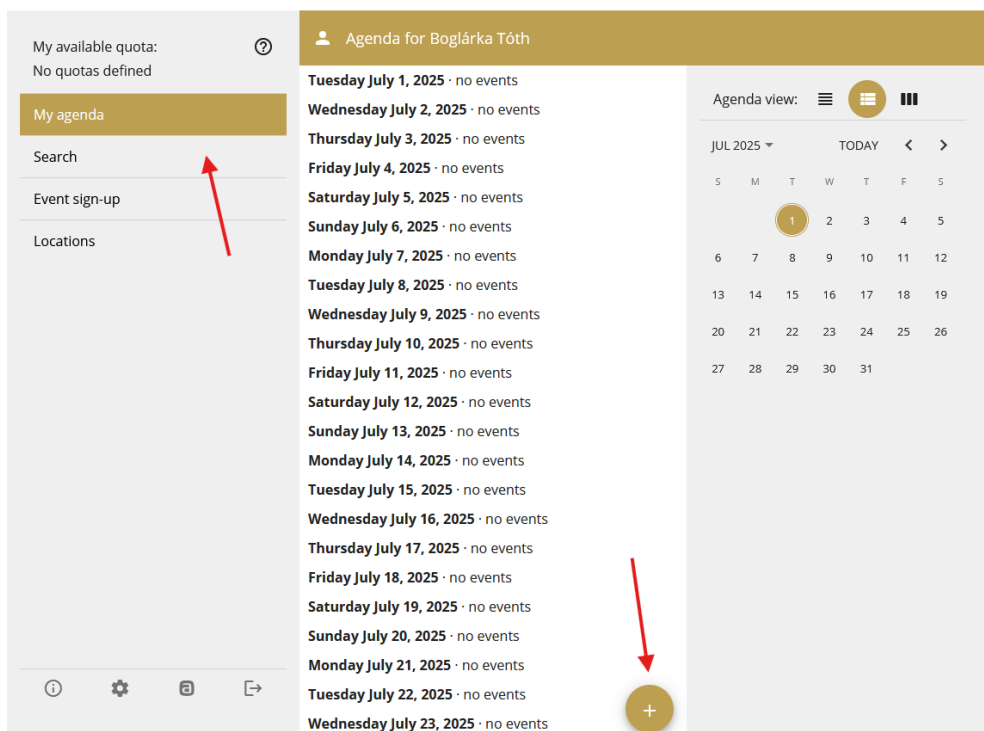 My available quota:
No quotas defined
My agenda
Search
Event sign-up
Locations
Agenda for Boglárka Tóth
Tuesday July 1, 2025 · no events
Wednesday July 2, 2025 · no events
Thursday July 3, 2025 · no events
Friday July 4, 2025 · no events
Saturday July 5, 2025 · no events
Sunday July 6, 2025 · no events
Monday July 7, 2025 · no events
Tuesday July 8, 2025 · no events
Wednesday July 9, 2025 · no events
Thursday July 10, 2025 · no events
Friday July 11, 2025 · no events
Saturday July 12, 2025 · no events
Sunday July 13, 2025 · no events
Monday July 14, 2025 · no events
Tuesday July 15, 2025 · no events
Wednesday July 16, 2025 · no events
Thursday July 17, 2025 · no events
Friday July 18, 2025 · no events
Saturday July 19, 2025 · no events
Sunday July 20, 2025 · no events
Monday July 21, 2025 · no events
Tuesday July 22, 2025 · no events
Wednesday July 23, 2025 · no events
Agenda view:
JUL 2025 TODAY
S M T W T F S
1 2 3 4 5
6 7 8 9 10 11 12
13 14 15 16 17 18 19
20 21 22 23 24 25 26
27 28 29 30 31